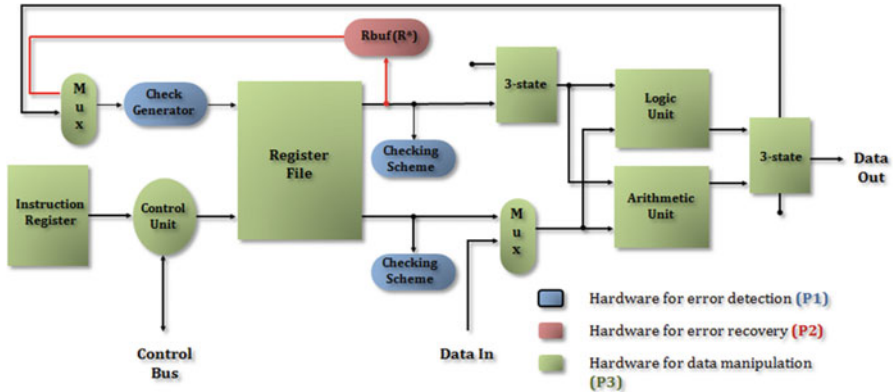 Rbuf(R*)
M
u
x
Check
Generator
Register
File
3-state
Logic
Unit
Checking
Scheme
3-state
Data
Out
Instruction
Register
Control
Unit
M
u
x
Arithmetic
Unit
Checking
Scheme
Control
Bus
Data In
Hardware for error detection (P1)
Hardware for error recovery (P2)
Hardware for data manipulation
(P3)